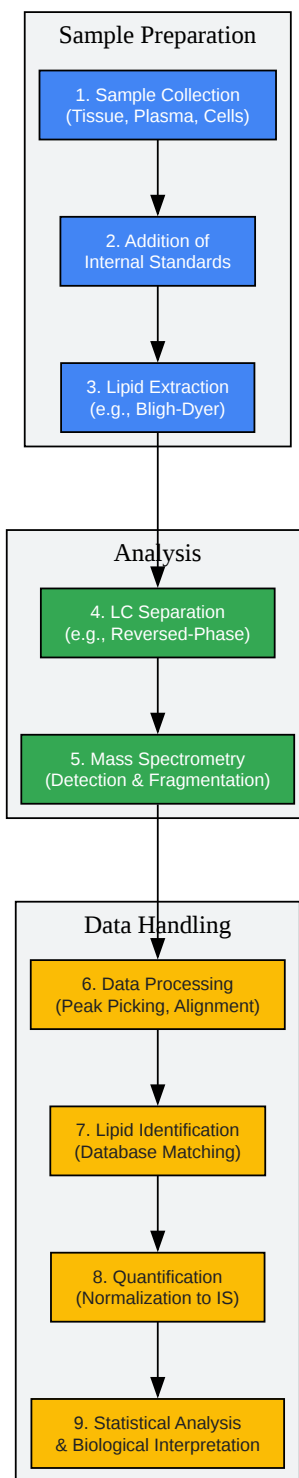 Sample Preparation
1. Sample Collection
(Tissue, Plasma, Cells)
2. Addition of
Internal Standards
3. Lipid Extraction
(e.g., Bligh-Dyer)
Analysis
4. LC Separation
(e.g., Reversed-Phase)
5. Mass Spectrometry
(Detection & Fragmentation)
Data Handling
6. Data Processing
(Peak Picking, Alignment)
7. Lipid Identification
(Database Matching)
8. Quantification
(Normalization to IS)
9. Statistical Analysis
& Biological Interpretation